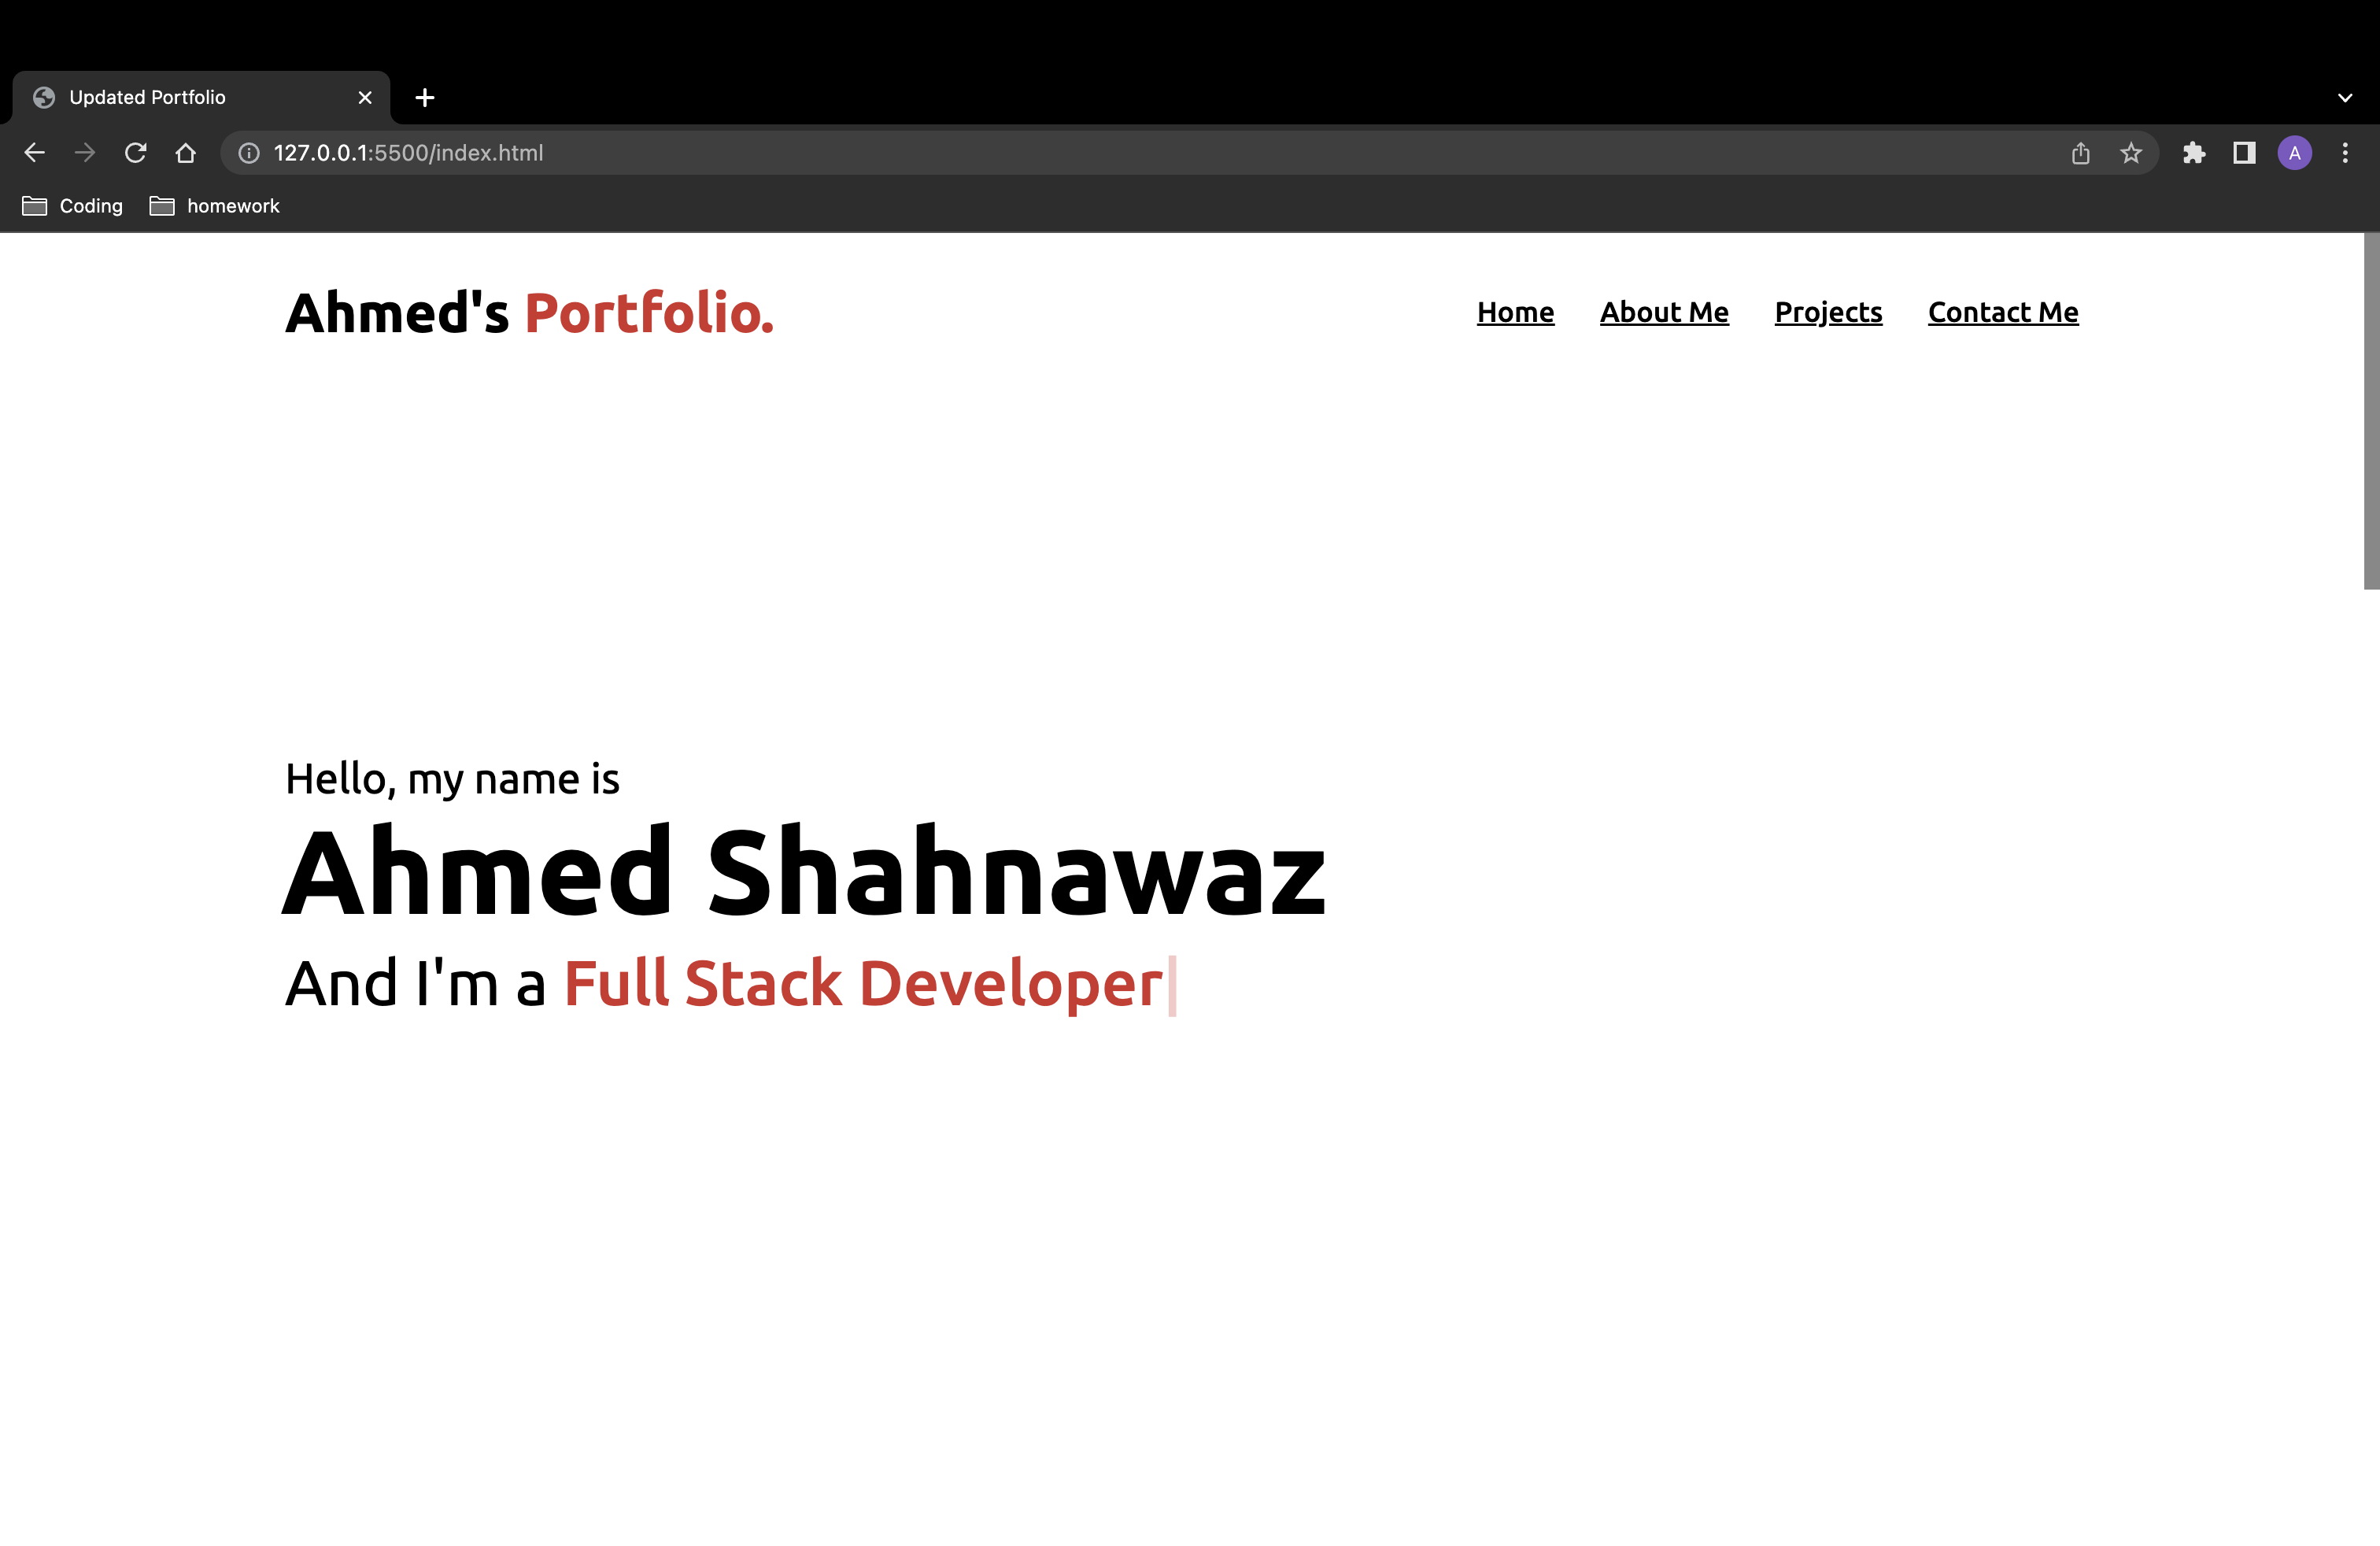 Updated Portfolio
127.0.0.1:5500/index.html
A
Coding homework
Ahmed's Portfolio. Home About Me Projects Contact Me
Hello, my name is
Ahmed Shahnawaz
And I'm a Full Stack Developer